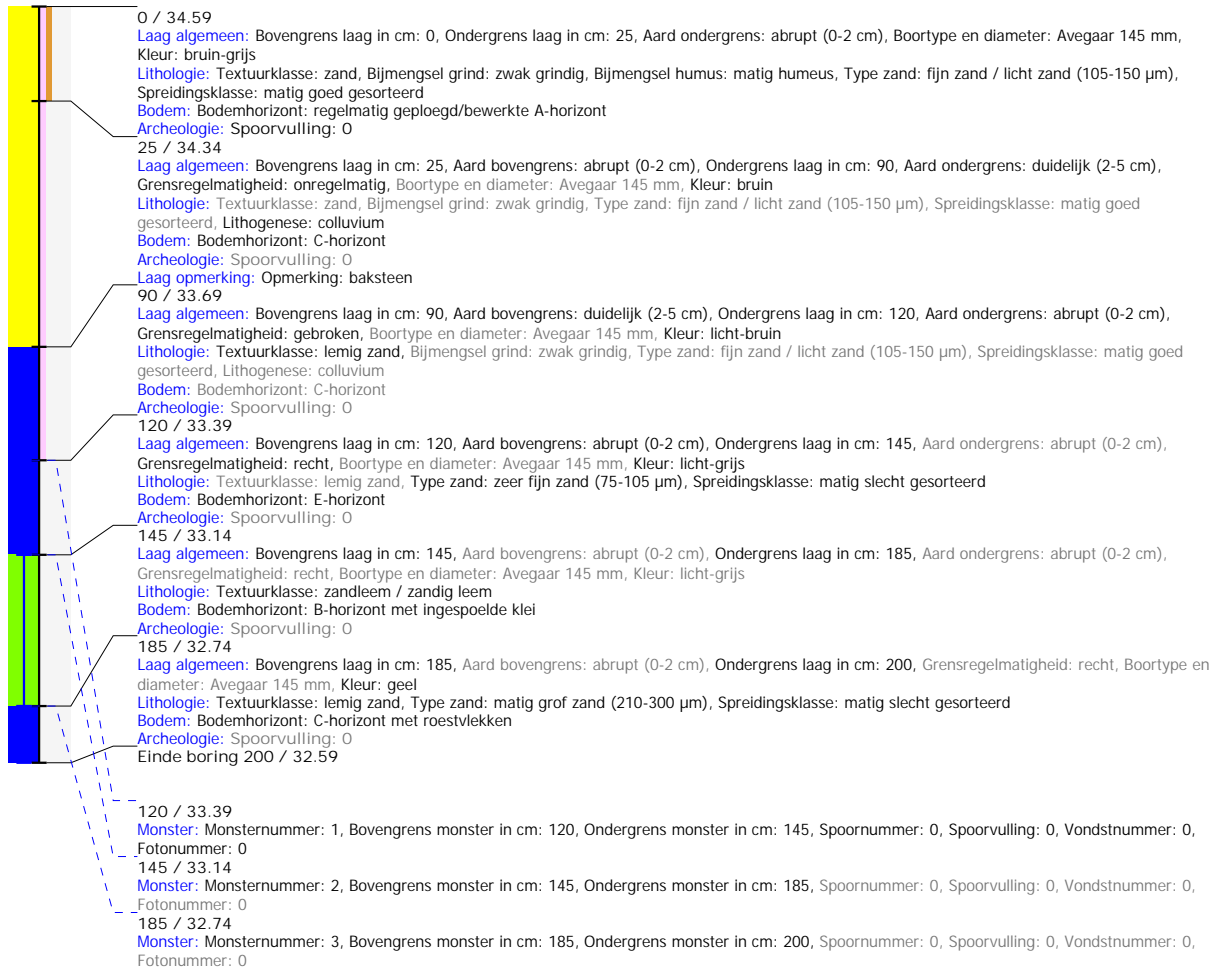 0 / 34.59
Laag algemeen: Bovengrens laag in cm: 0, Ondergrens laag in cm: 25, Aard ondergrens: abrupt (0-2 cm), Boortype en diameter: Avegaar 145 mm,
Kleur: bruin-grijs
Lithologie: Textuurklasse: zand, Bijmengsel grind: zwak grindig, Bijmengsel humus: matig humeus, Type zand: fijn zand / licht zand (105-150 µm),
Spreidingsklasse: matig goed gesorteerd
Bodem: Bodemhorizont: regelmatig geploegd/bewerkte A-horizont
Archeologie: Spoorvulling: 0
25 / 34.34
Laag algemeen: Bovengrens laag in cm: 25, Aard bovengrens: abrupt (0-2 cm), Ondergrens laag in cm: 90, Aard ondergrens: duidelijk (2-5 cm),
Grensregelmatigheid: onregelmatig, Boortype en diameter: Avegaar 145 mm, Kleur: bruin
Lithologie: Textuurklasse: zand, Bijmengsel grind: zwak grindig, Type zand: fijn zand / licht zand (105-150 µm), Spreidingsklasse: matig goed
gesorteerd, Lithogenese: colluvium
Bodem: Bodemhorizont: C-horizont
Archeologie: Spoorvulling: 0
Laag opmerking: Opmerking: baksteen
90 / 33.69
Laag algemeen: Bovengrens laag in cm: 90, Aard bovengrens: duidelijk (2-5 cm), Ondergrens laag in cm: 120, Aard ondergrens: abrupt (0-2 cm),
Grensregelmatigheid: gebroken, Boortype en diameter: Avegaar 145 mm, Kleur: licht-bruin
Lithologie: Textuurklasse: lemig zand, Bijmengsel grind: zwak grindig, Type zand: fijn zand / licht zand (105-150 µm), Spreidingsklasse: matig goed
gesorteerd, Lithogenese: colluvium
Bodem: Bodemhorizont: C-horizont
Archeologie: Spoorvulling: 0
120 / 33.39
Laag algemeen: Bovengrens laag in cm: 120, Aard bovengrens: abrupt (0-2 cm), Ondergrens laag in cm: 145, Aard ondergrens: abrupt (0-2 cm),
Grensregelmatigheid: recht, Boortype en diameter: Avegaar 145 mm, Kleur: licht-grijs
Lithologie: Textuurklasse: lemig zand, Type zand: zeer fijn zand (75-105 µm), Spreidingsklasse: matig slecht gesorteerd
Bodem: Bodemhorizont: E-horizont
Archeologie: Spoorvulling: 0
145 / 33.14
Laag algemeen: Bovengrens laag in cm: 145, Aard bovengrens: abrupt (0-2 cm), Ondergrens laag in cm: 185, Aard ondergrens: abrupt (0-2 cm),
Grensregelmatigheid: recht, Boortype en diameter: Avegaar 145 mm, Kleur: licht-grijs
Lithologie: Textuurklasse: zandleem / zandig leem
Bodem: Bodemhorizont: B-horizont met ingespoelde klei
Archeologie: Spoorvulling: 0
185 / 32.74
Laag algemeen: Bovengrens laag in cm: 185, Aard bovengrens: abrupt (0-2 cm), Ondergrens laag in cm: 200, Grensregelmatigheid: recht, Boortype en
diameter: Avegaar 145 mm, Kleur: geel
Lithologie: Textuurklasse: lemig zand, Type zand: matig grof zand (210-300 µm), Spreidingsklasse: matig slecht gesorteerd
Bodem: Bodemhorizont: C-horizont met roestvlekken
Archeologie: Spoorvulling: 0
Einde boring 200 / 32.59
120 / 33.39
Monster: Monsternummer: 1, Bovengrens monster in cm: 120, Ondergrens monster in cm: 145, Spoornummer: 0, Spoorvulling: 0, Vondstnummer: 0,
Fotonummer: 0
145 / 33.14
Monster: Monsternummer: 2, Bovengrens monster in cm: 145, Ondergrens monster in cm: 185, Spoornummer: 0, Spoorvulling: 0, Vondstnummer: 0,
Fotonummer: 0
185 / 32.74
Monster: Monsternummer: 3, Bovengrens monster in cm: 185, Ondergrens monster in cm: 200, Spoornummer: 0, Spoorvulling: 0, Vondstnummer: 0,
Fotonummer: 0